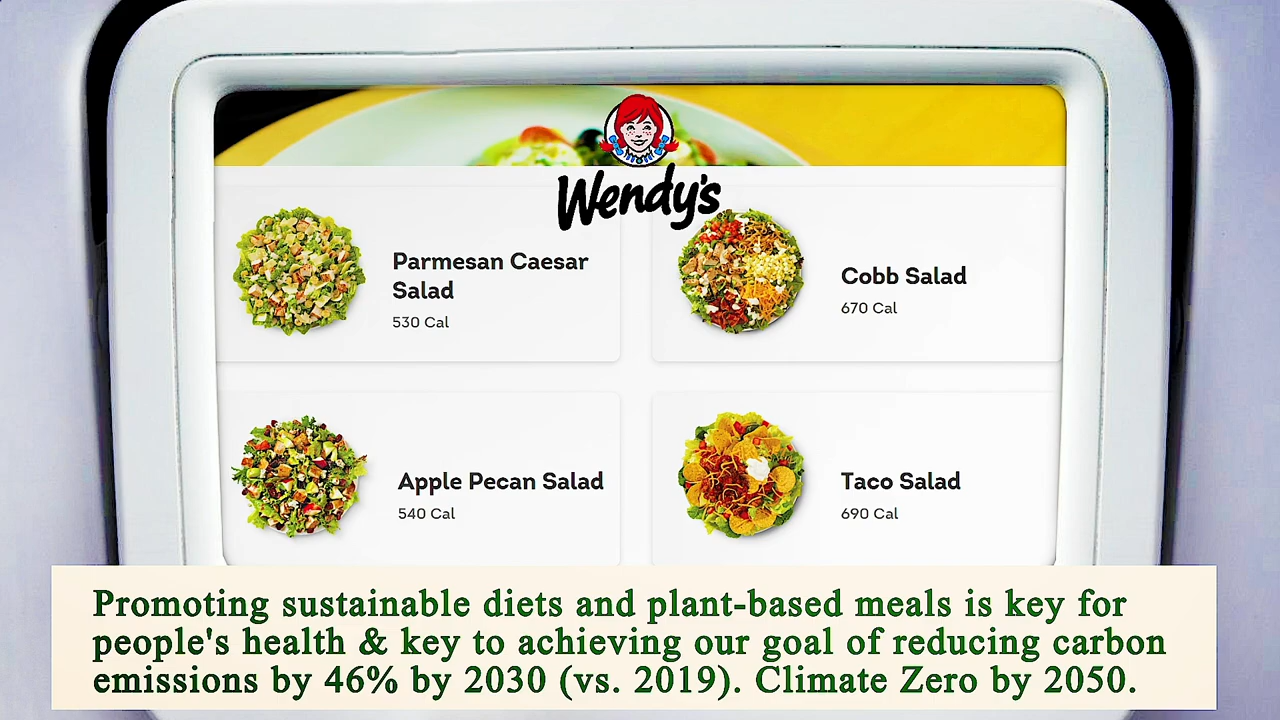 Wendy's
Parmesan Caesar
Salad
530 Cal
Cobb Salad
670 Cal
Apple Pecan Salad
540 Cal
Taco Salad
690 Cal
Promoting sustainable diets and plant-based meals is key for
people's health & key to achieving our goal of reducing carbon
emissions by 46% by 2030 (vs. 2019). Climate Zero by 2050.